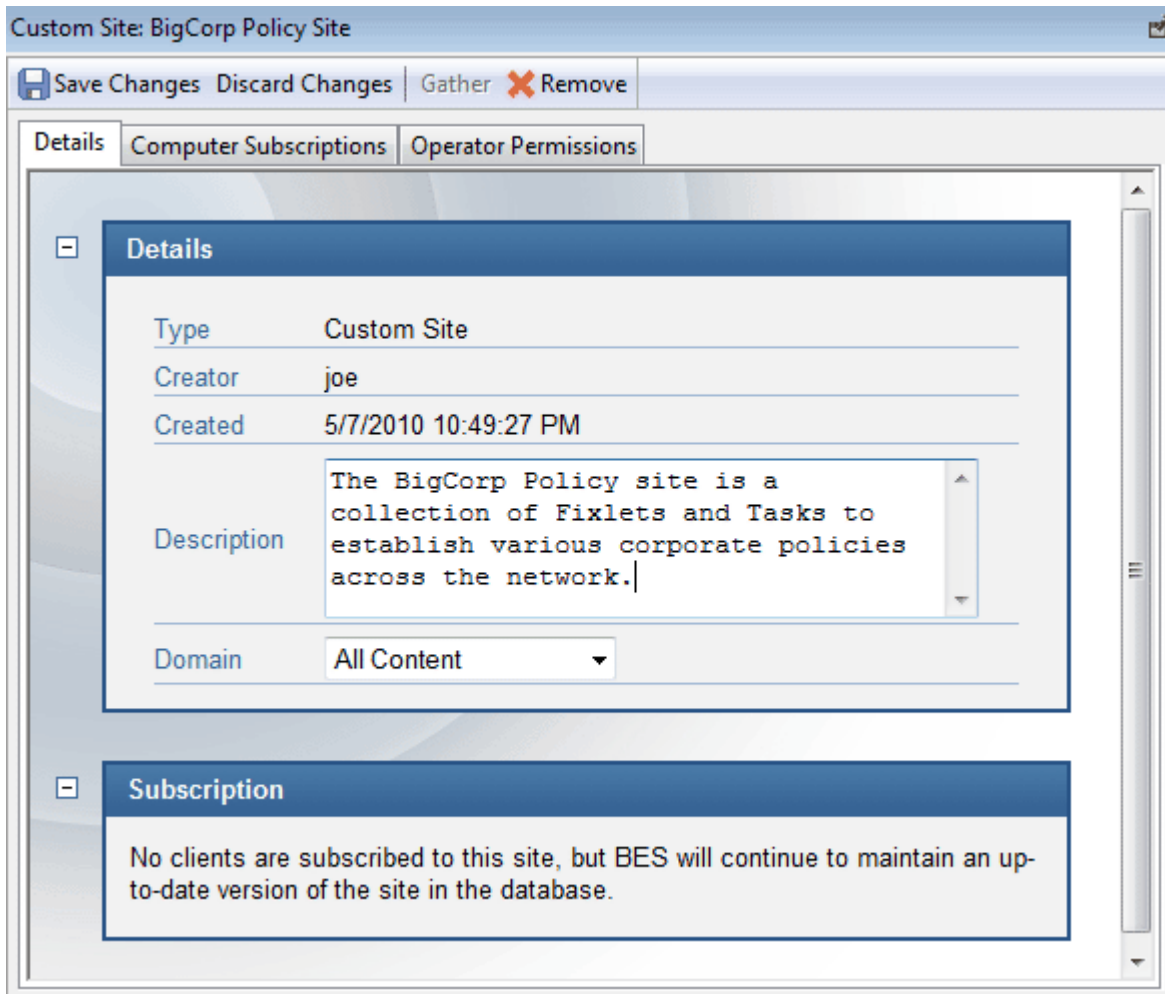 Custom Site: BigCorp Policy Site
Save Changes Discard Changes Gather Remove
Details Computer Subscriptions Operator Permissions
Details
Type Custom Site
Creator joe
Created 5/7/2010 10:49:27 PM
The BigCorp Policy site is a
collection of Fixlets and Tasks to
Description establish various corporate policies
across the network.
Domain All Content
Subscription
No clients are subscribed to this site, but BES will continue to maintain an up-
to-date version of the site in the database.